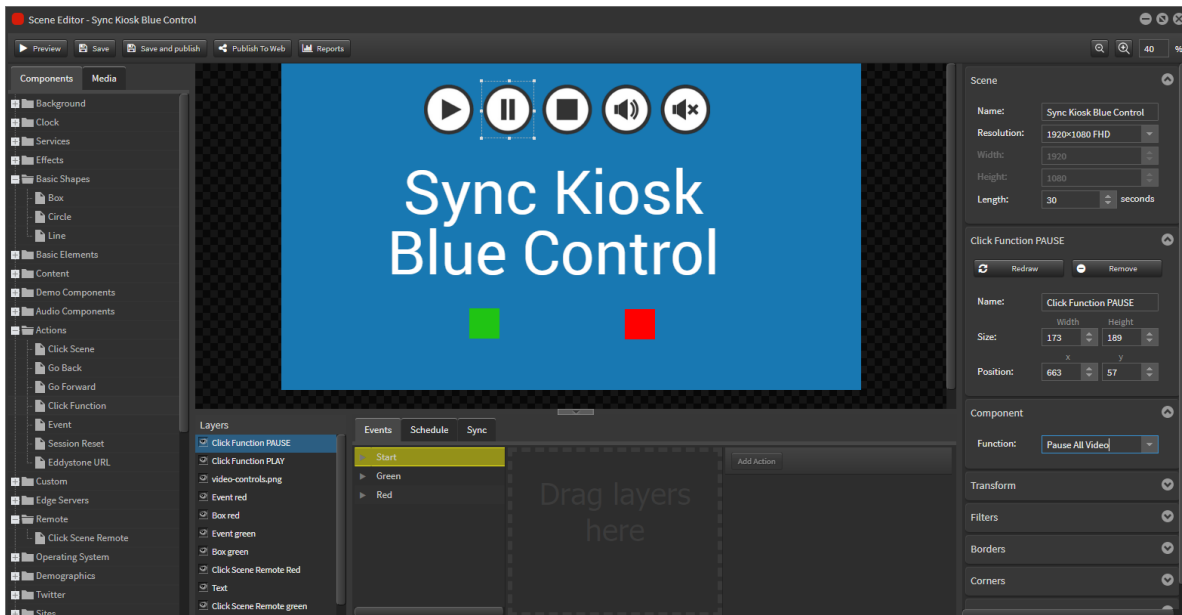 Scene Editor - Sync Kiosk Blue Control
Preview
Save
Save and publish
Publish To Web
Reports
40
%
Components
Media
Background
Clock
Services
Effects
Basic Shapes
Box
Circle
Line
Basic Elements
Content
Demo Components
Audio Components
Actions
Click Scene
Go Back
Go Forward
Click Function
Event
Session Reset
Eddystone URL
Custom
Edge Servers
Remote
Click Scene Remote
Operating System
Demographics
Twitter
Sites
Sync Kiosk
Blue Control
Layers
Click Function PAUSE
Click Function PLAY
video-controls.png
Event red
Box red
Event green
Box green
Click Scene Remote Red
Text
Click Scene Remote green
Events
Schedule
Sync
Start
Green
Red
Drag layers
here
Add Action
Scene
Name: Sync Kiosk Blue Control
Resolution: 1920×1080 FHD
Width: 1920
Height: 1080
Length: 30 seconds
Click Function PAUSE
Redraw
Remove
Name: Click Function PAUSE
Width Height
Size: 173 189
x y
Position: 663 57
Component
Function: Pause All Video
Transform
Filters
Borders
Corners